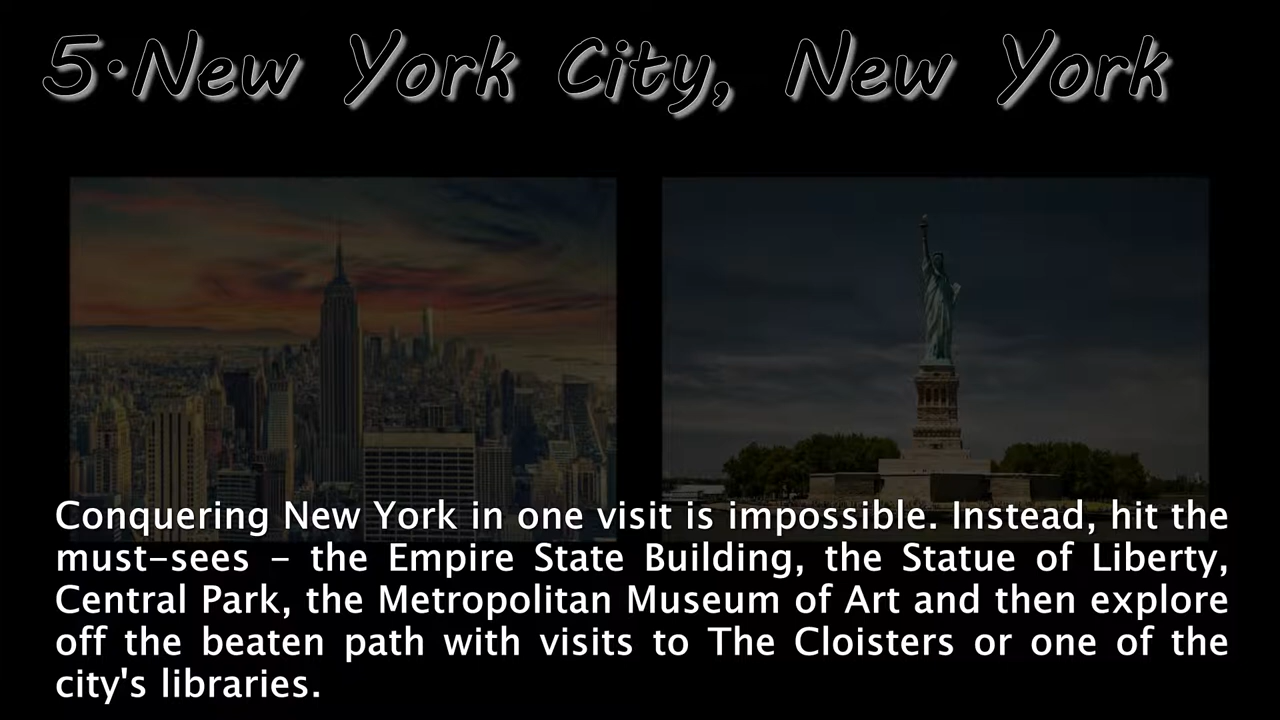 5·New York City, New York
Conquering New York in one visit is impossible. Instead, hit the
must-sees - the Empire State Building, the Statue of Liberty,
Central Park, the Metropolitan Museum of Art and then explore
off the beaten path with visits to The Cloisters or one of the
city's libraries.